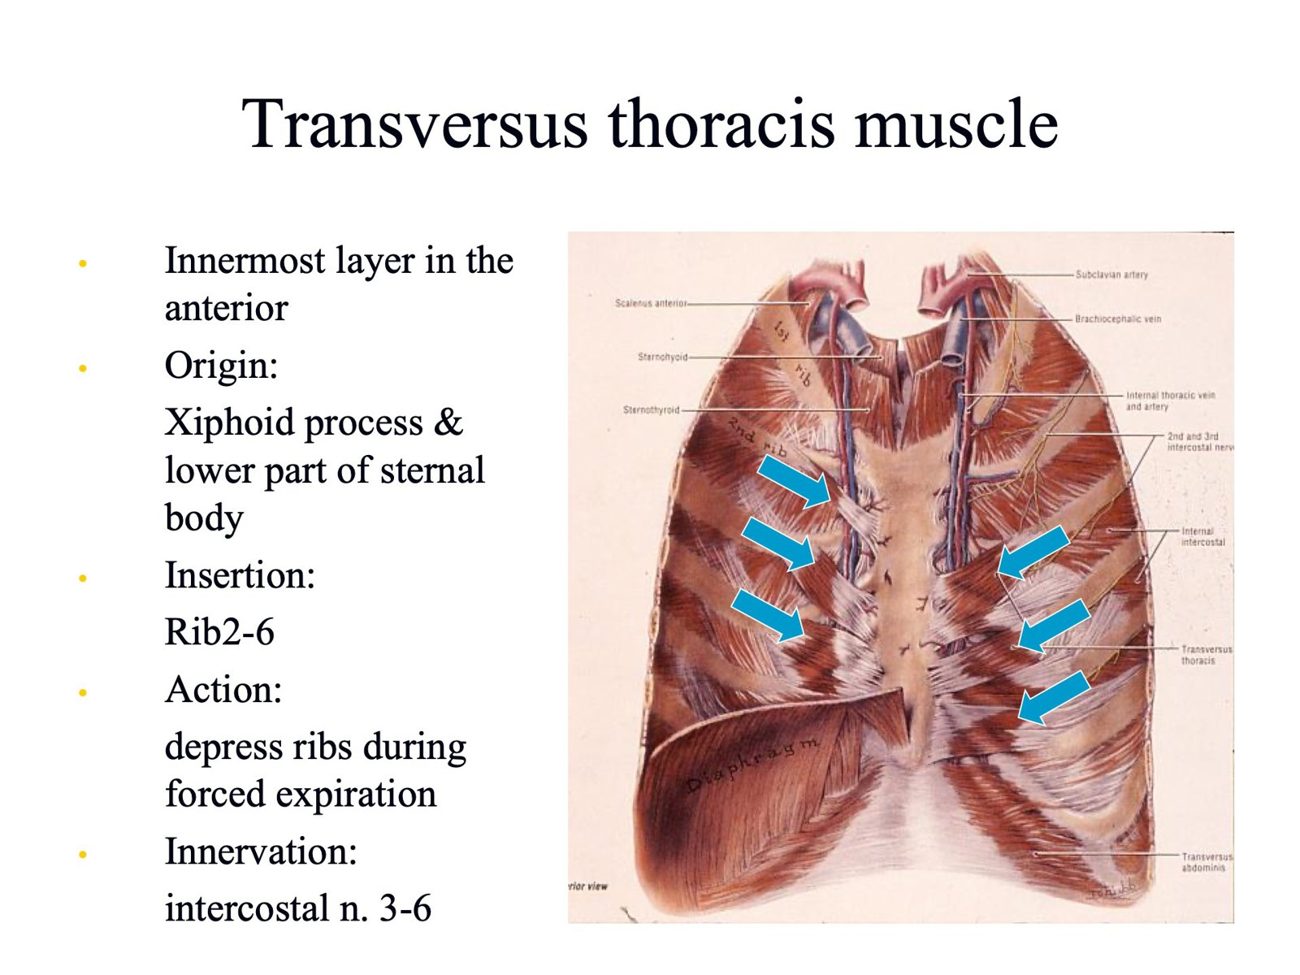 Transversus thoracis muscle
Innermost layer in the
anterior
Origin:
Xiphoid process &
lower part of sternal
body
Insertion:
Rib2-6
Action:
depress ribs during
forced expiration
Innervation:
intercostal n. 3-6
Subclavian artery
Scalenus anterior
Brachiocephalic vein
1st
rib
Sternohyoid
Internal thoracic vein
and artery
Sternothyroid
2nd rib
2nd and 3rd
intercostal nerv
Internal
intercostal
Transversus
thoracis
Diaphragm
Transversus
abdominis
rior view